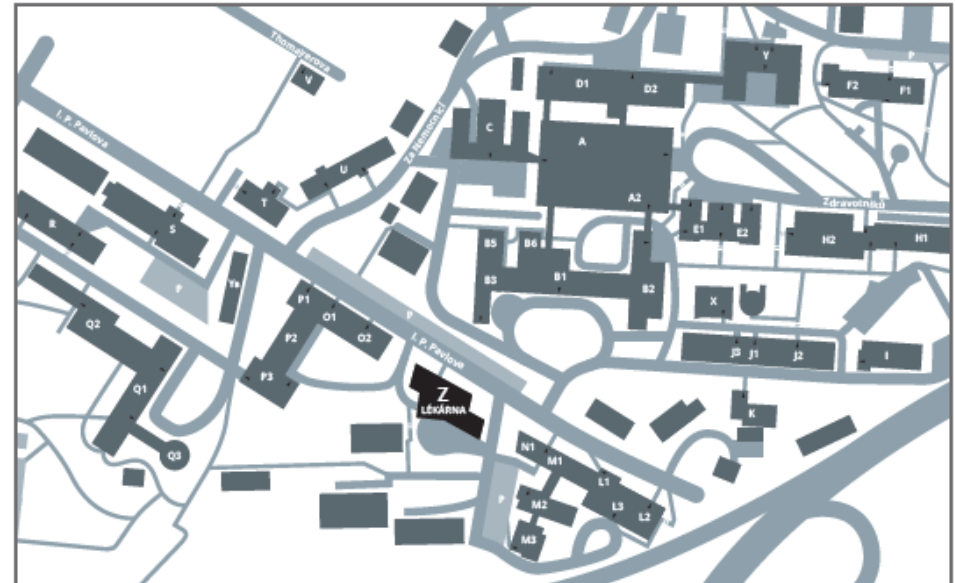 Thomayerova
V
Y
P
D1
D2
F2
F1
I. P. Pavlova
Za Nemocnicí
C
A
U
T
A2
Zdravotníků
R
S
E1
E2
H2
H1
B5
B6
B1
B3
B2
P
P1
X
P
O1
O2
Q2
P2
I. P. Pavlova
J3
J1
J2
I
P3
Q1
Z
LÉKÁRNA
K
Q3
N1
M1
L1
P
M2
L3
L2
M3